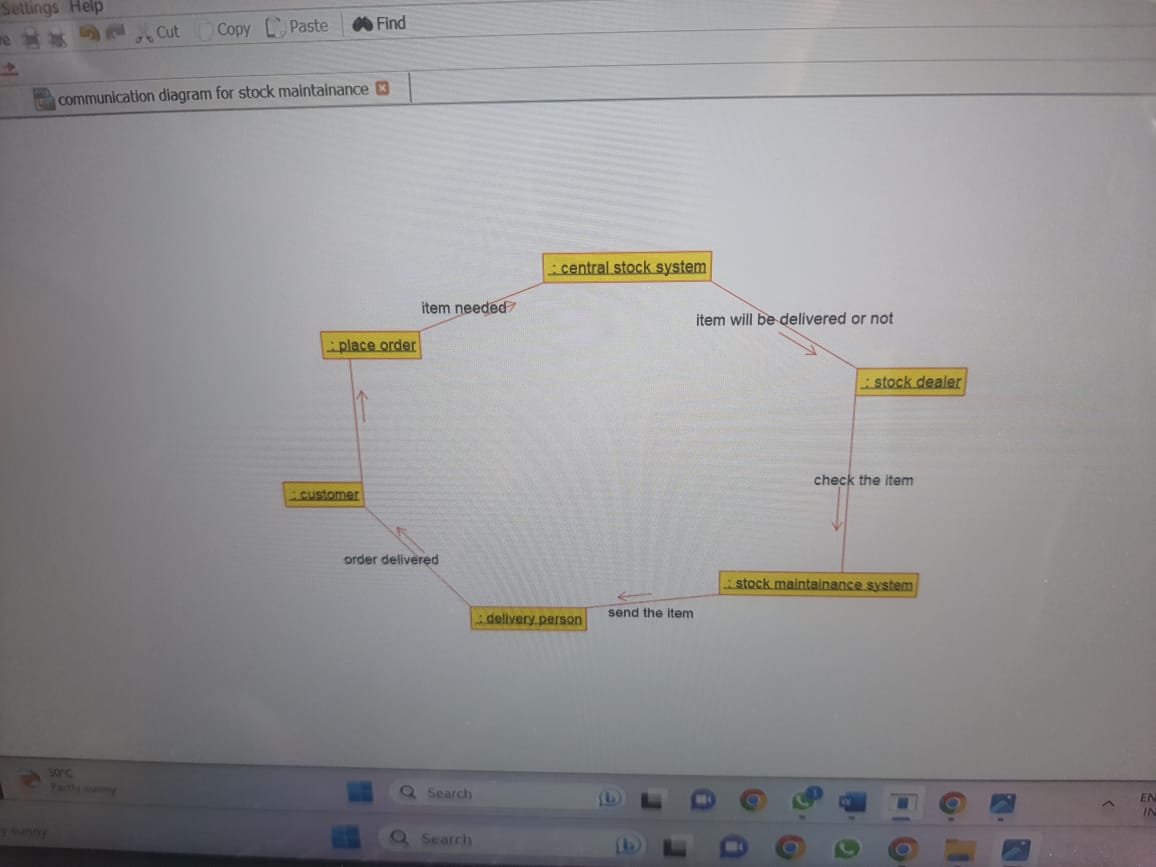 Settings Help
Cut Copy Paste Find
communication diagram for stock maintainance
: central stock system
item needed
item will be delivered or not
: place order
: stock dealer
check the item
: customer
order delivered
: stock maintainance system
send the item
: delivery person
30°C
Partly sunny
Search
1
W
EN
IN
y sunny
Search